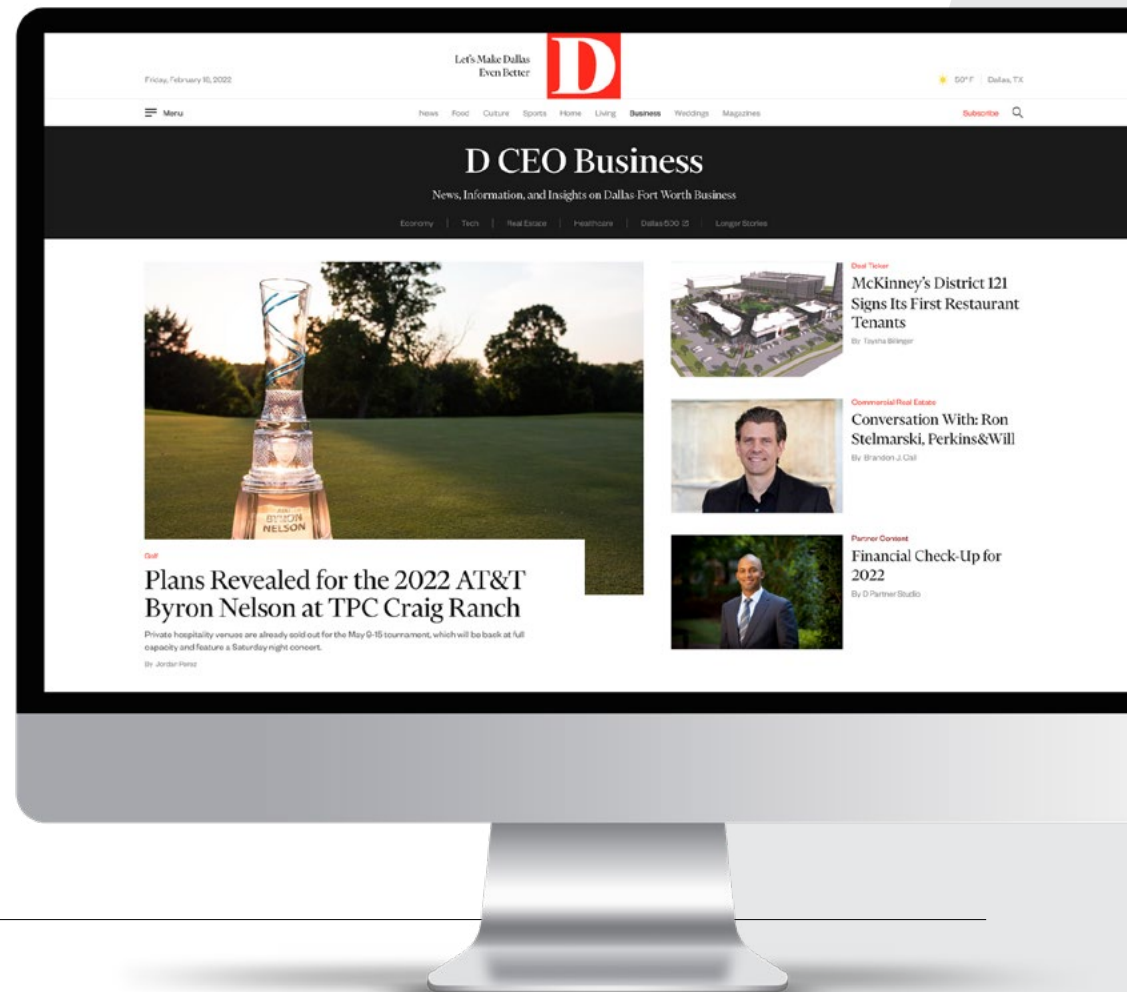 Let's Make Dallas
Even Better
D
Friday, February 18, 2022
50°F | Dallas, TX
Menu
News Food Culture Sports Home Living Business Weddings Magazines
Subscribe
D CEO Business
News, Information, and Insights on Dallas-Fort Worth Business
Economy | Tech | Real Estate | Healthcare | Dallas 500 | Longer Stories
BYRON
NELSON
Golf
Plans Revealed for the 2022 AT&T
Byron Nelson at TPC Craig Ranch
Private hospitality venues are already sold out for the May 9-15 tournament, which will be back at full
capacity and feature a Saturday night concert.
By Jordan Perez
Deal Ticker
McKinney's District 121
Signs Its First Restaurant
Tenants
By
Commercial Real Estate
Conversation With: Ron
Stelmarski, Perkins&Will
By Brandon J. Call
Partner Content
Financial Check-Up for
2022
By D Partner Studio